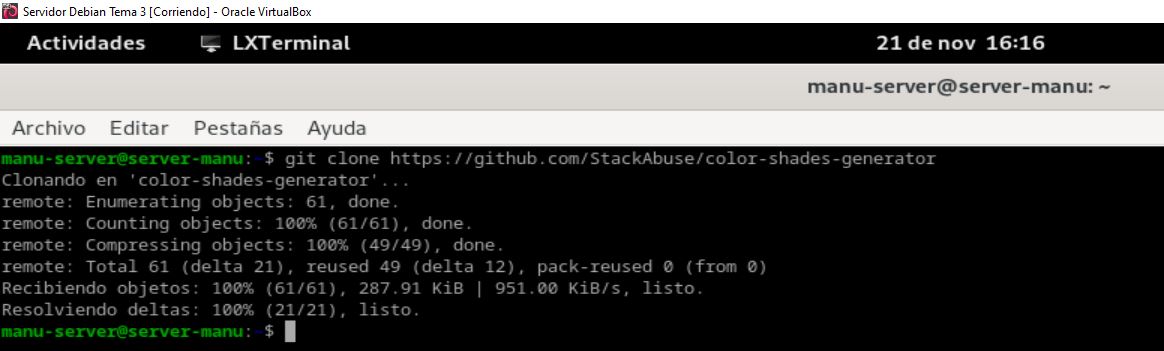 Servidor Debian Tema 3 [Corriendo] - Oracle VirtualBox
Actividades LXTerminal 21 de nov 16:16
manu-server@server-manu: ~
Archivo Editar Pestañas Ayuda
manu-server@server-manu:~$ git clone https://github.com/StackAbuse/color-shades-generator
Clonando en 'color-shades-generator'...
remote: Enumerating objects: 61, done.
remote: Counting objects: 100% (61/61), done.
remote: Compressing objects: 100% (49/49), done.
remote: Total 61 (delta 21), reused 49 (delta 12), pack-reused 0 (from 0)
Recibiendo objetos: 100% (61/61), 287.91 KiB | 951.00 KiB/s, listo.
Resolviendo deltas: 100% (21/21), listo.
manu-server@server-manu:~$